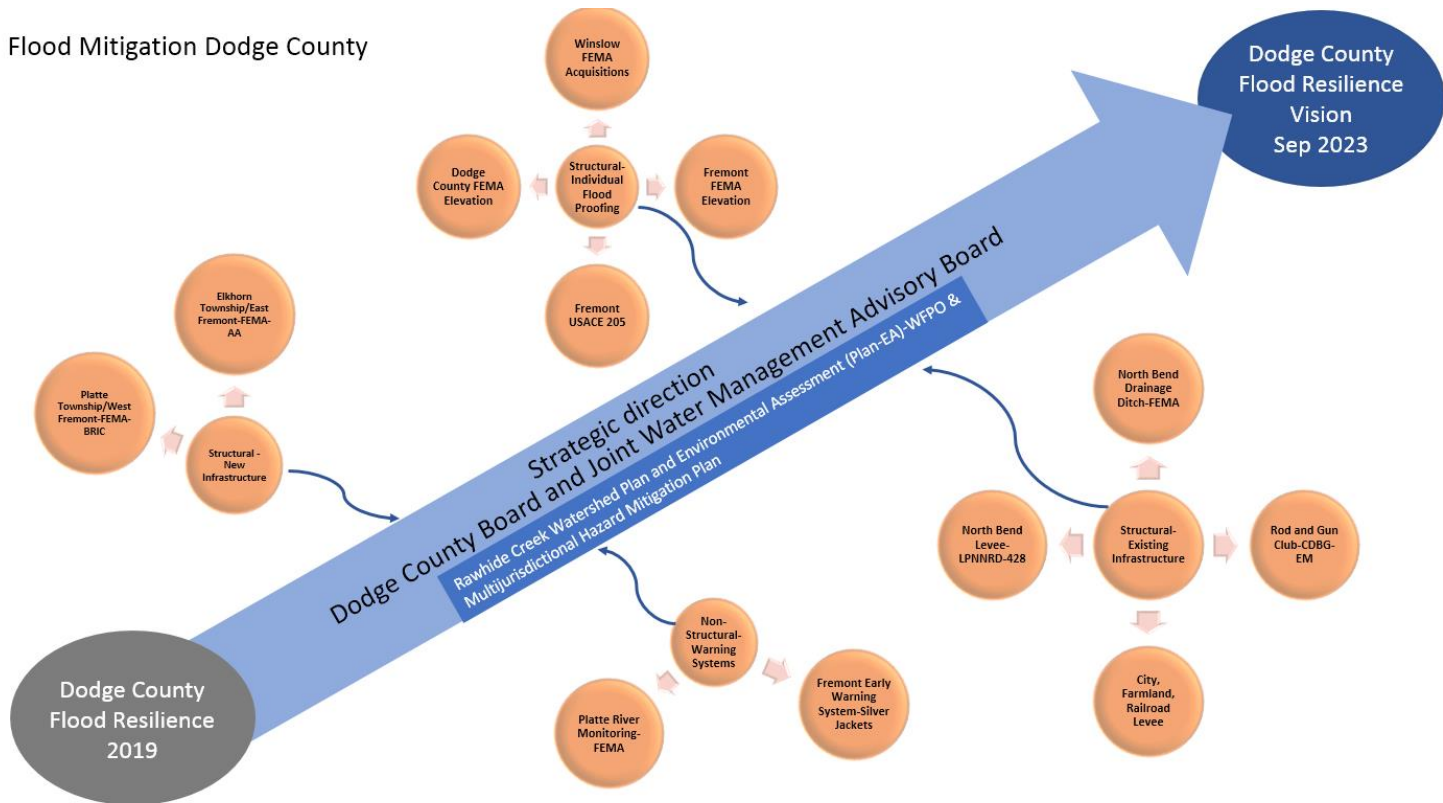 Flood Mitigation Dodge County
Dodge County
Flood Resilience
Vision
Sep 2023
Winslow
FEMA
Acquisitions
Dodge
County FEMA
Elevation
Structural-
Individual
Flood
Proofing
Fremont
FEMA
Elevation
Fremont
USACE 205
Elkhorn
Township/East
Fremont-FEMA-
AA
Platte
Township/West
Fremont-FEMA-
BRIC
Structural -
New
Infrastructure
Strategic direction
Dodge County Board and Joint Water Management Advisory Board
Rawhide Creek Watershed Plan and Environmental Assessment (Plan-EA)-WFPO &
Multijurisdictional Hazard Mitigation Plan
North Bend
Drainage
Ditch-FEMA
North Bend
Levee-
LPNNRD-428
Structural-
Existing
Infrastructure
Rod and Gun
Club-CDBG-
EM
City,
Farmland,
Railroad
Levee
Non-
Structural-
Warning
Systems
Platte River
Monitoring-
FEMA
Fremont Early
Warning
System-Silver
Jackets
Dodge County
Flood Resilience
2019